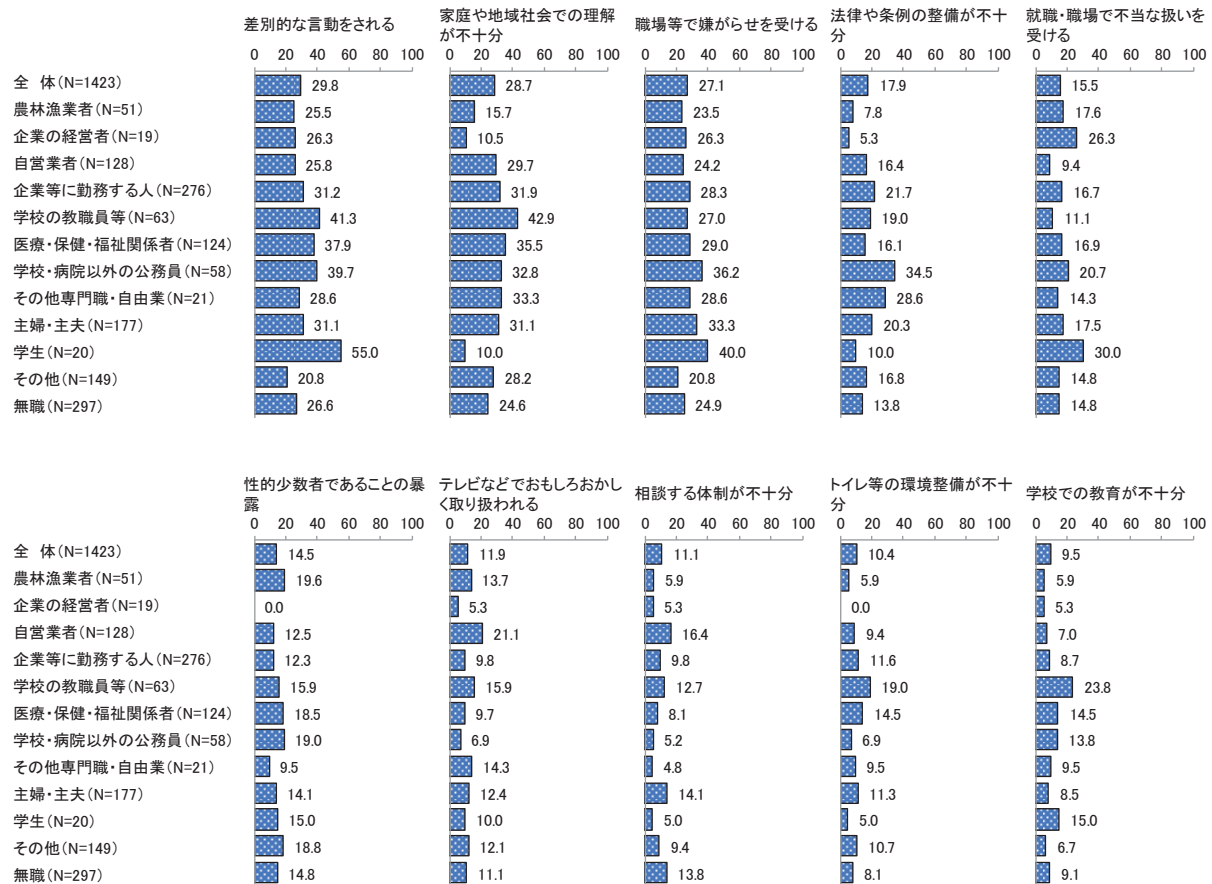 差別的な言動をされる
家庭や地域社会での理解
が不十分
職場等で嫌がらせを受ける
法律や条例の整備が不十
分
就職・職場で不当な扱いを
受ける
0 20 40 60 80 100 0 20 40 60 80 100 0 20 40 60 80 100 0 20 40 60 80 100 0 20 40 60 80 100
全 体(N=1423) 29.8 28.7 27.1 17.9 15.5
農林漁業者(N=51) 25.5 15.7 23.5 7.8 17.6
企業の経営者(N=19) 26.3 10.5 26.3 5.3 26.3
自営業者(N=128) 25.8 29.7 24.2 16.4 9.4
企業等に勤務する人(N=276) 31.2 31.9 28.3 21.7 16.7
学校の教職員等(N=63) 41.3 42.9 27.0 19.0 11.1
医療・保健・福祉関係者(N=124) 37.9 35.5 29.0 16.1 16.9
学校・病院以外の公務員(N=58) 39.7 32.8 36.2 34.5 20.7
その他専門職・自由業(N=21) 28.6 33.3 28.6 28.6 14.3
主婦・主夫(N=177) 31.1 31.1 33.3 20.3 17.5
学生(N=20) 55.0 10.0 40.0 10.0 30.0
その他(N=149) 20.8 28.2 20.8 16.8 14.8
無職(N=297) 26.6 24.6 24.9 13.8 14.8
性的少数者であることの暴
露
テレビなどでおもしろおかし
く取り扱われる
相談する体制が不十分
トイレ等の環境整備が不十
分
学校での教育が不十分
0 20 40 60 80 100 0 20 40 60 80 100 0 20 40 60 80 100 0 20 40 60 80 100 0 20 40 60 80 100
全 体(N=1423) 14.5 11.9 11.1 10.4 9.5
農林漁業者(N=51) 19.6 13.7 5.9 5.9 5.9
企業の経営者(N=19) 0.0 5.3 5.3 0.0 5.3
自営業者(N=128) 12.5 21.1 16.4 9.4 7.0
企業等に勤務する人(N=276) 12.3 9.8 9.8 11.6 8.7
学校の教職員等(N=63) 15.9 15.9 12.7 19.0 23.8
医療・保健・福祉関係者(N=124) 18.5 9.7 8.1 14.5 14.5
学校・病院以外の公務員(N=58) 19.0 6.9 5.2 6.9 13.8
その他専門職・自由業(N=21) 9.5 14.3 4.8 9.5 9.5
主婦・主夫(N=177) 14.1 12.4 14.1 11.3 8.5
学生(N=20) 15.0 10.0 5.0 5.0 15.0
その他(N=149) 18.8 12.1 9.4 10.7 6.7
無職(N=297) 14.8 11.1 13.8 8.1 9.1